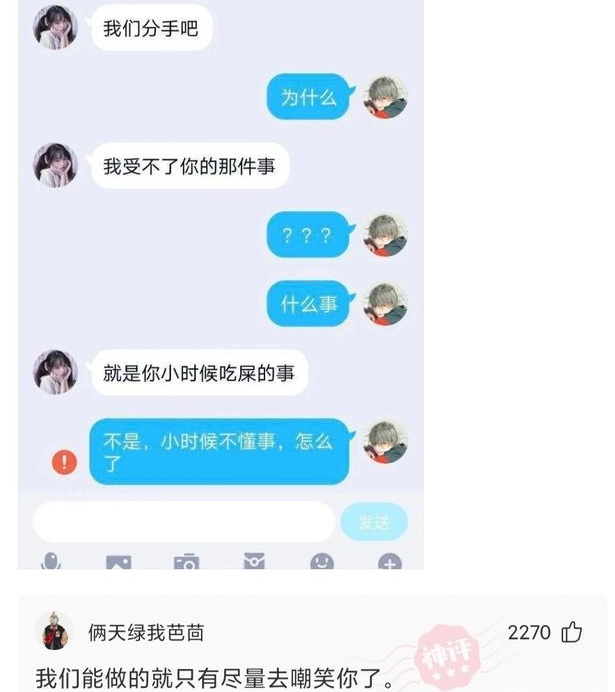 我们分手吧
为什么
我受不了你的那件事
？？？
什么事
就是你小时候吃屎的事
不是，小时候不懂事，怎么
了
发送
俩天绿我芭茴
2270
神评
我们能做的就只有尽量去嘲笑你了。